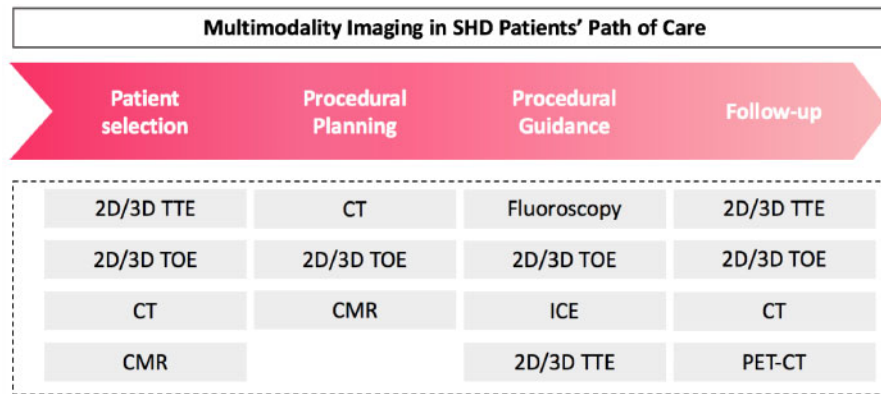 Multimodality Imaging in SHD Patients' Path of Care
Patient
selection
Procedural
Planning
Procedural
Guidance
Follow-up
2D/3D TTE
CT
Fluoroscopy
2D/3D TTE
2D/3D TOE
2D/3D TOE
2D/3D TOE
2D/3D TOE
CT
CMR
ICE
CT
CMR
2D/3D TTE
PET-CT